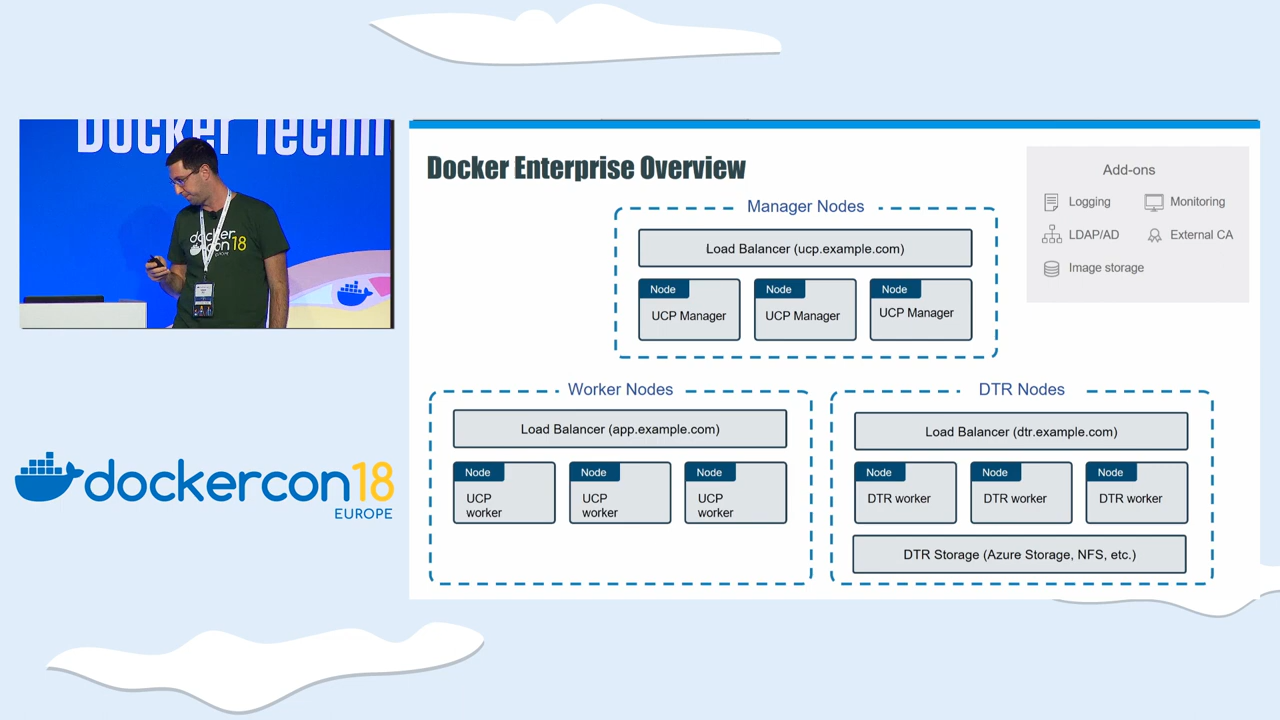 Docker Techn
docker
con 18
EUROPE
dockercon18
EUROPE
Docker Enterprise Overview
Add-ons
Logging
Monitoring
LDAP/AD
External CA
Image storage
Manager Nodes
Load Balancer (ucp.example.com)
Node
UCP Manager
Node
UCP Manager
Node
UCP Manager
Worker Nodes
Load Balancer (app.example.com)
Node
UCP
worker
Node
UCP
worker
Node
UCP
worker
DTR Nodes
Load Balancer (dtr.example.com)
Node
DTR worker
Node
DTR worker
Node
DTR worker
DTR Storage (Azure Storage, NFS, etc.)